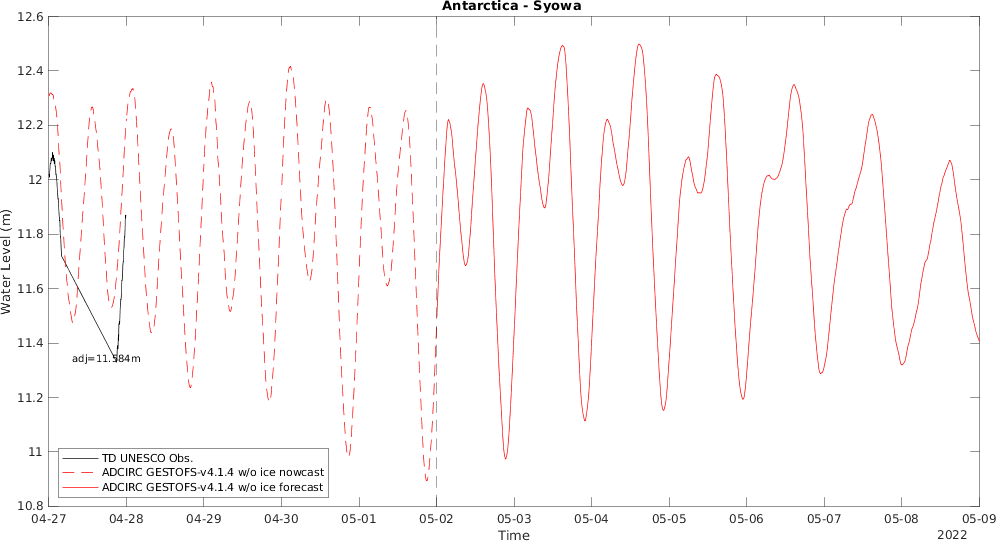 Antarctica - Syowa
12.6
12.4
12.2
12
11.8
11.6
11.4
11.2
11
10.8
Water Level (m)
adj=11.584m
TD UNESCO Obs.
ADCIRC GESTOFS-v4.1.4 w/o ice nowcast
ADCIRC GESTOFS-v4.1.4 w/o ice forecast
04-27 04-28 04-29 04-30 05-01 05-02 05-03 05-04 05-05 05-06 05-07 05-08 05-09
Time
2022